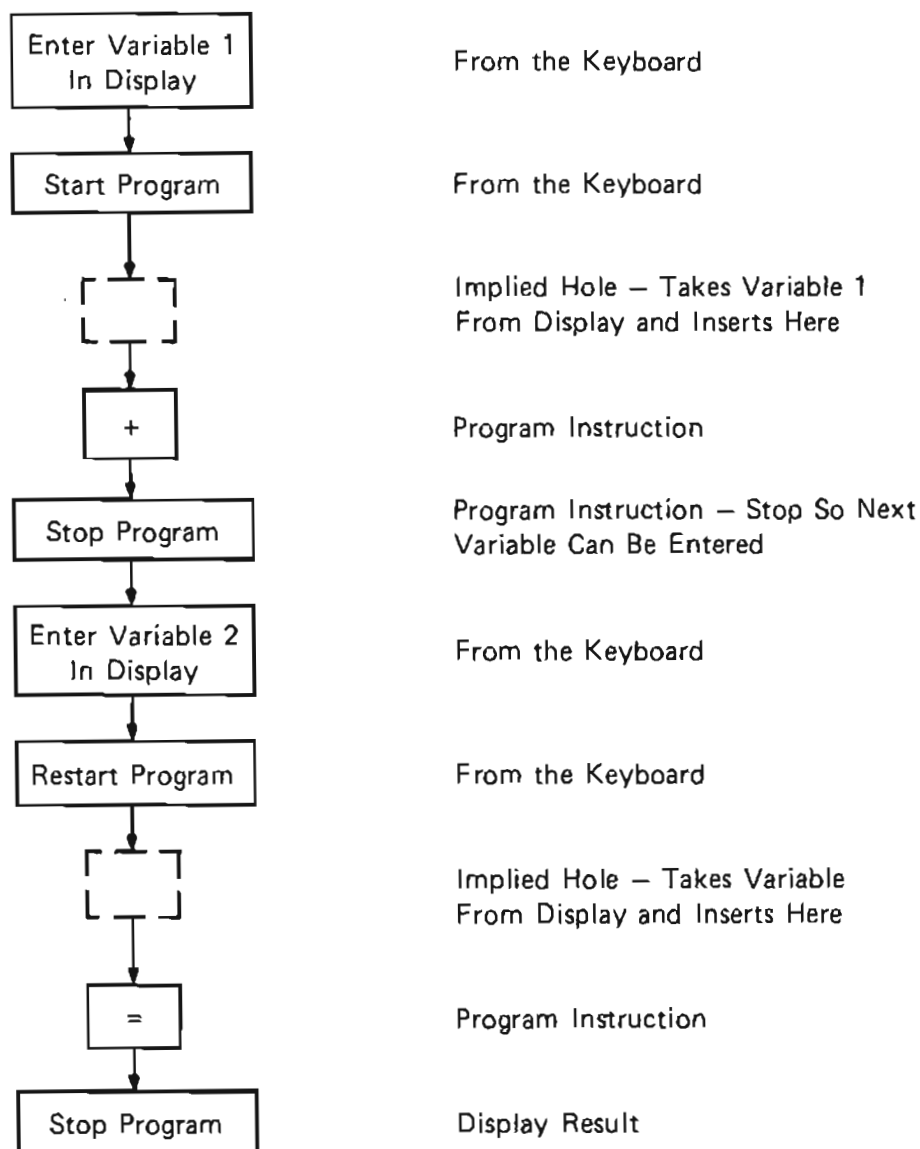 Enter Variable 1
In Display
From the Keyboard
Start Program
From the Keyboard
Implied Hole – Takes Variable 1
From Display and Inserts Here
+
Program Instruction
Stop Program
Program Instruction – Stop So Next
Variable Can Be Entered
Enter Variable 2
In Display
From the Keyboard
Restart Program
From the Keyboard
Implied Hole – Takes Variable
From Display and Inserts Here
=
Program Instruction
Stop Program
Display Result